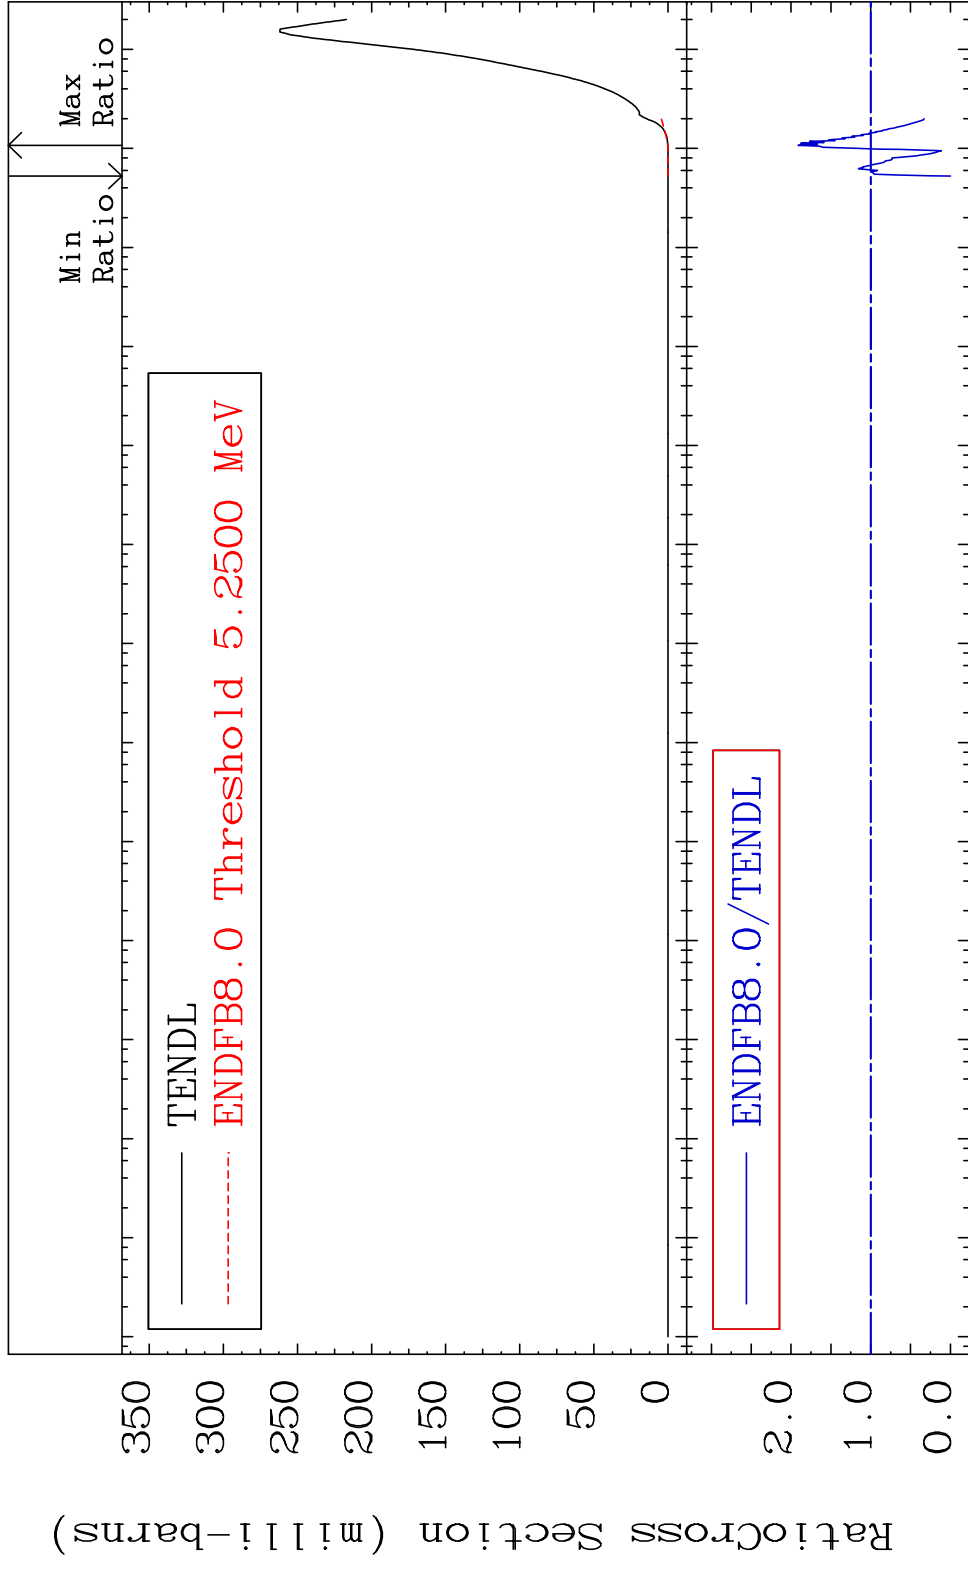 Max
Ratio
Min
Ratio
TENDL
ENDFB8.0 Threshold 5.2500 MeV
350
300
250
200
150
100
50
0
ENDFB8.0/TENDL
2.0
1.0
0.0
Cross Section (milli-barns)
Ratio